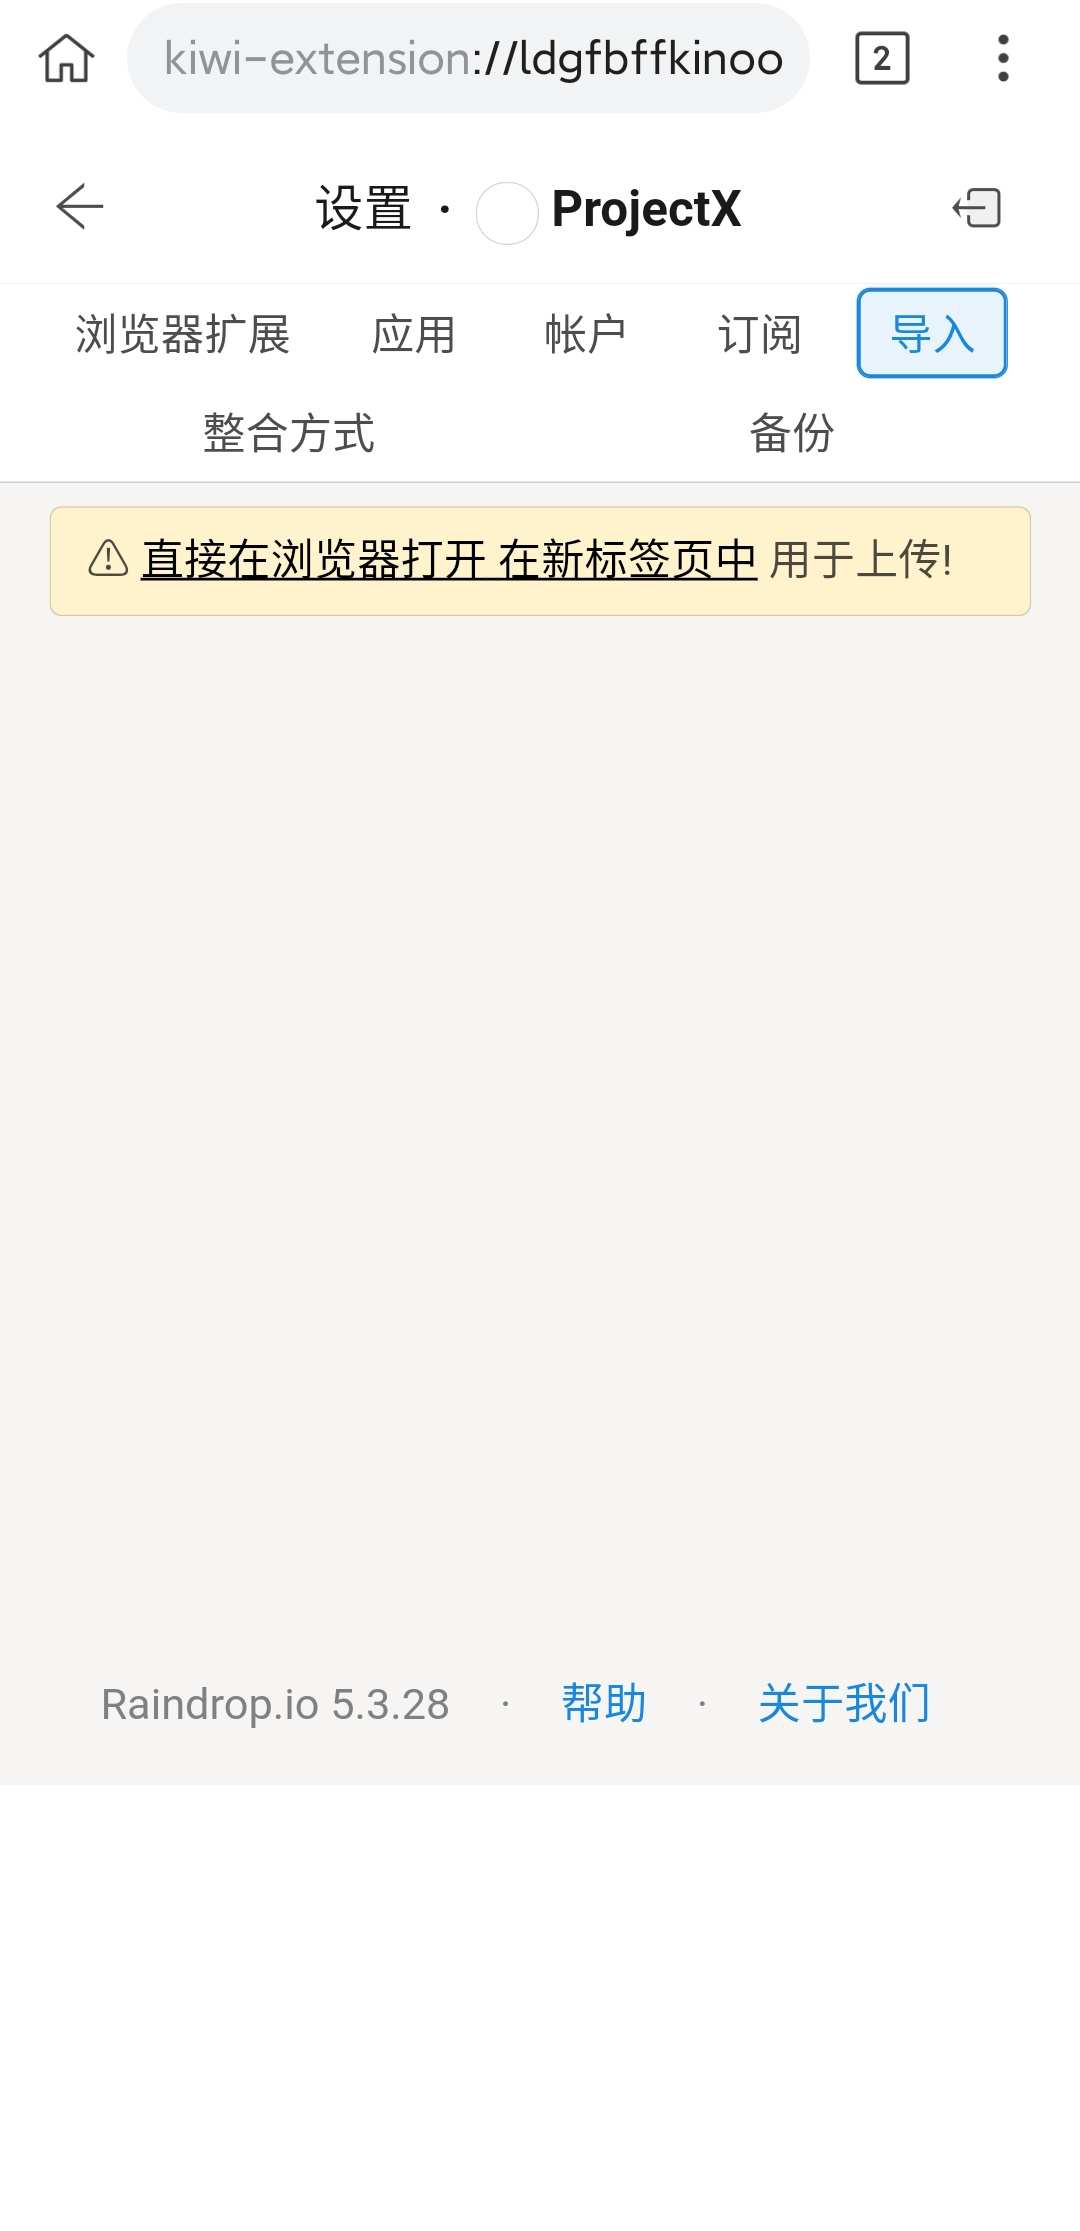 kiwi-extension://ldgfbffkinoo
2
设置 · ProjectX
浏览器扩展 应用 帐户 订阅 导入
整合方式 备份
直接在浏览器打开 在新标签页中 用于上传!
Raindrop.io 5.3.28 · 帮助 · 关于我们